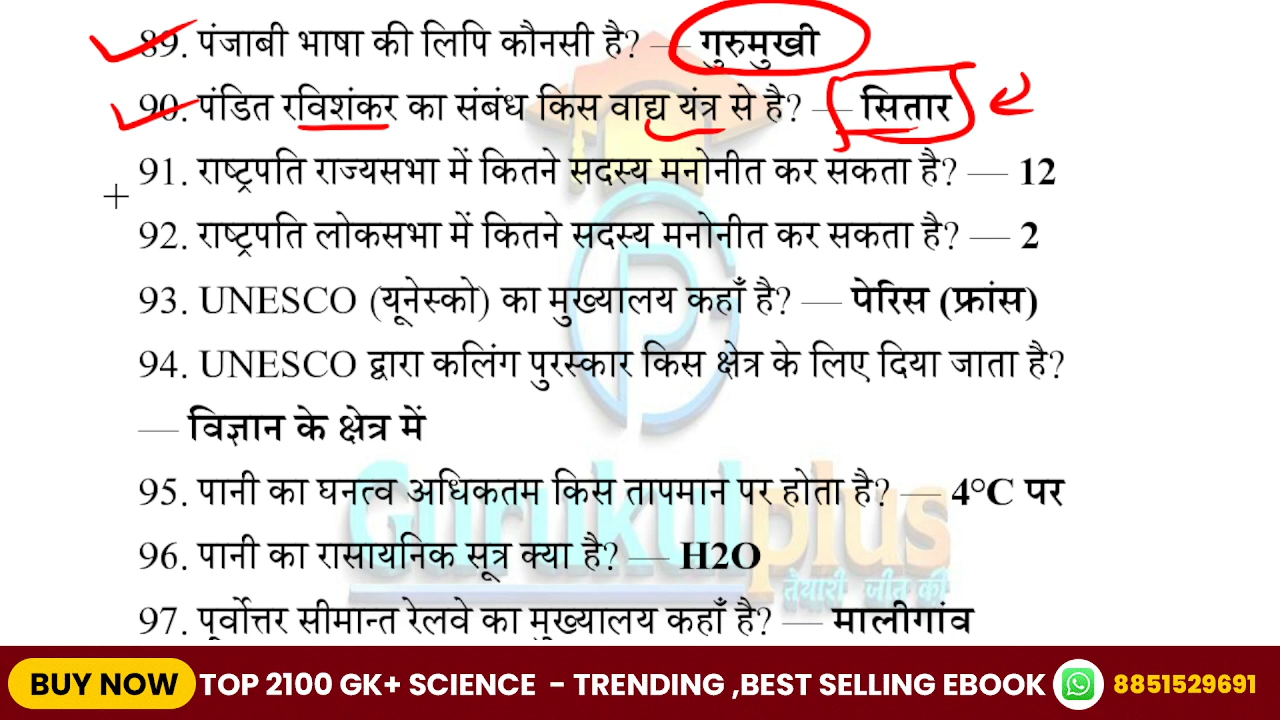 89. पंजाबी भाषा की लिपि कौनसी है? — गुरुमुखी
90. पंडित रविशंकर का संबंध किस वाद्य यंत्र से है? — सितार
91. राष्ट्रपति राज्यसभा में कितने सदस्य मनोनीत कर सकता है? — 12
92. राष्ट्रपति लोकसभा में कितने सदस्य मनोनीत कर सकता है? — 2
93. UNESCO (यूनेस्को) का मुख्यालय कहाँ है? — पेरिस (फ्रांस)
94. UNESCO द्वारा कलिंग पुरस्कार किस क्षेत्र के लिए दिया जाता है?
— विज्ञान के क्षेत्र में
95. पानी का घनत्व अधिकतम किस तापमान पर होता है? — 4°C पर
96. पानी का रासायनिक सूत्र क्या है? — H2O
97. पूर्वोत्तर सीमान्त रेलवे का मुख्यालय कहाँ है? — मालीगांव
Gurukulplus
तैयारी जीत की
BUY NOW TOP 2100 GK+ SCIENCE - TRENDING ,BEST SELLING EBOOK 8851529691